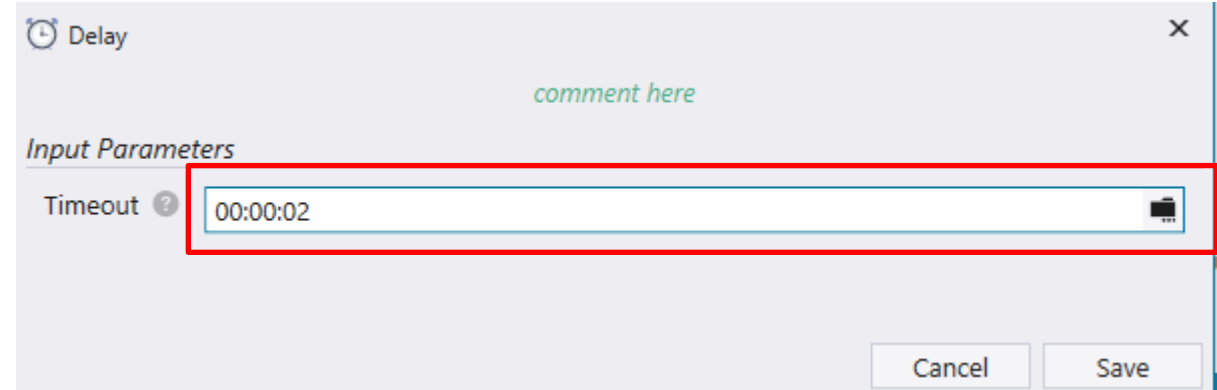 Delay
comment here
Input Parameters
Timeout ?
00:00:02
Cancel Save